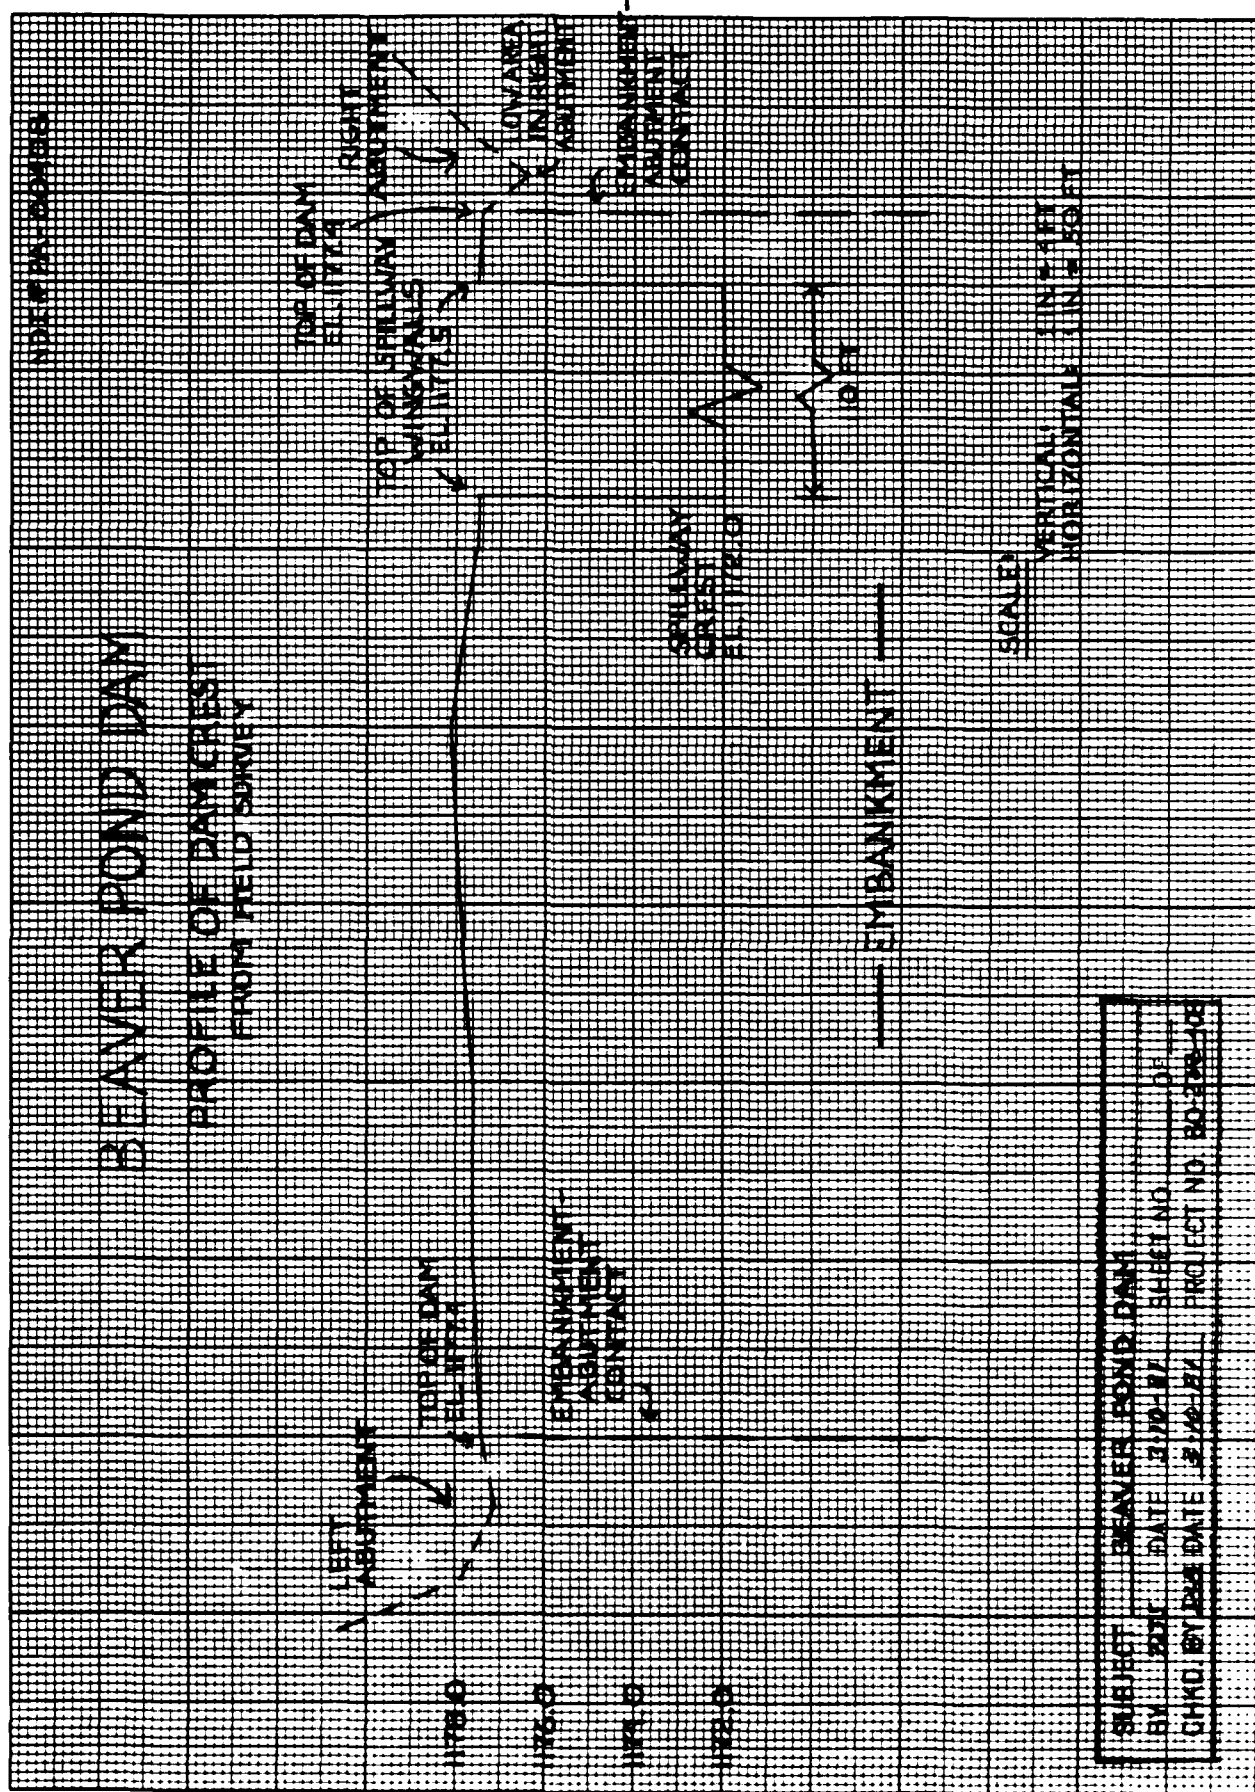 NDI # PA-00408
BEAVER POND DAM
PROFILE OF DAM CREST
FROM FIELD SURVEY
LEFT
ABUTMENT
TOP OF DAM
EL. 1177.4
EMBANKMENT-
ABUTMENT
CONTACT
TOP OF SPILLWAY
WINGWALLS
EL. 1177.5
TOP OF DAM
EL. 1177.4
RIGHT
ABUTMENT
LOW AREA
IN RIGHT
ABUTMENT
EMBANKMENT-
ABUTMENT
CONTACT
1178.0
1176.0
1174.0
1172.0
SPILLWAY
CREST
EL. 1172.0
10 FT
EMBANKMENT
SCALE:
VERTICAL: 1 IN = 4 FT
HORIZONTAL: 1 IN = 50 FT
SUBJECT BEAVER POND DAM
BY DATE 3-10-81 SHEET NO. OF
CHKD. BY DATE 3-10-81 PROJECT NO.